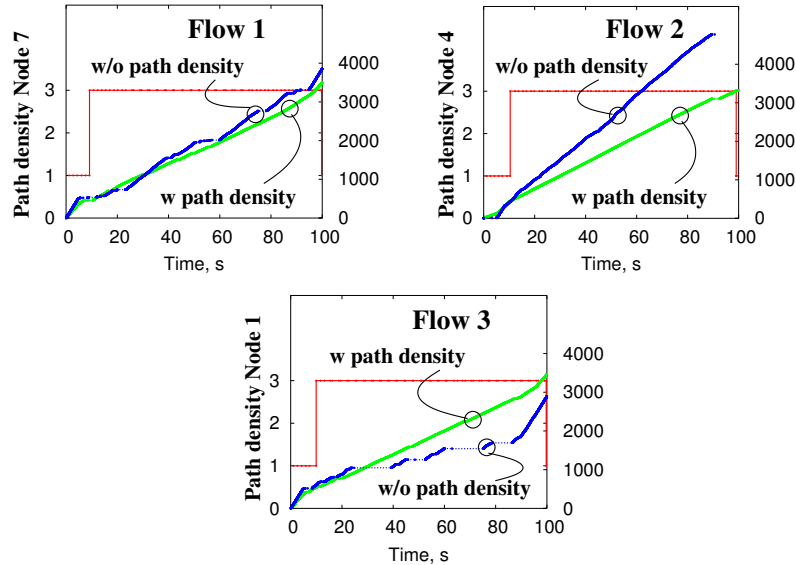 Flow 1
w/o path density
w path density
Path density Node 7
3
2
1
0
4000
3000
2000
1000
0
0 20 40 60 80 100
Time, s
Flow 2
w/o path density
w path density
Path density Node 4
3
2
1
0
4000
3000
2000
1000
0
0 20 40 60 80 100
Time, s
Flow 3
w path density
w/o path density
Path density Node 1
3
2
1
0
4000
3000
2000
1000
0
0 20 40 60 80 100
Time, s